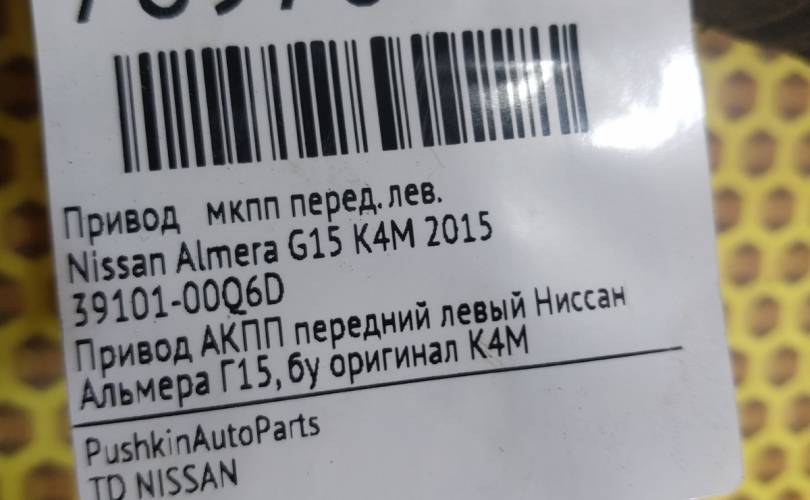 Привод мкпп перед. лев.
Nissan Almera G15 K4M 2015
39101-00Q6D
Привод АКПП передний левый Ниссан
Альмера Г15, бу оригинал K4M
PushkinAutoParts
TD NISSAN